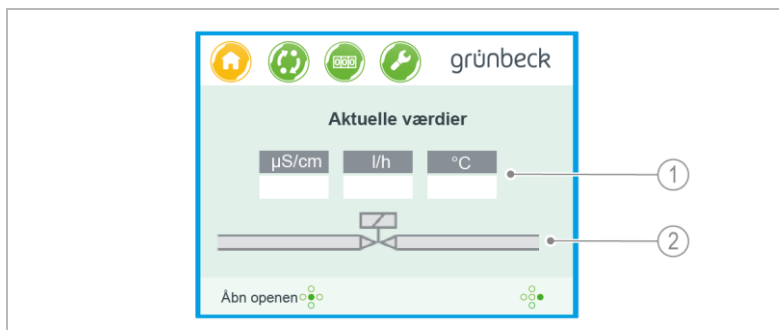 grünbeck
Aktuelle værdier
µS/cm l/h °C
1
2
Åbn openen